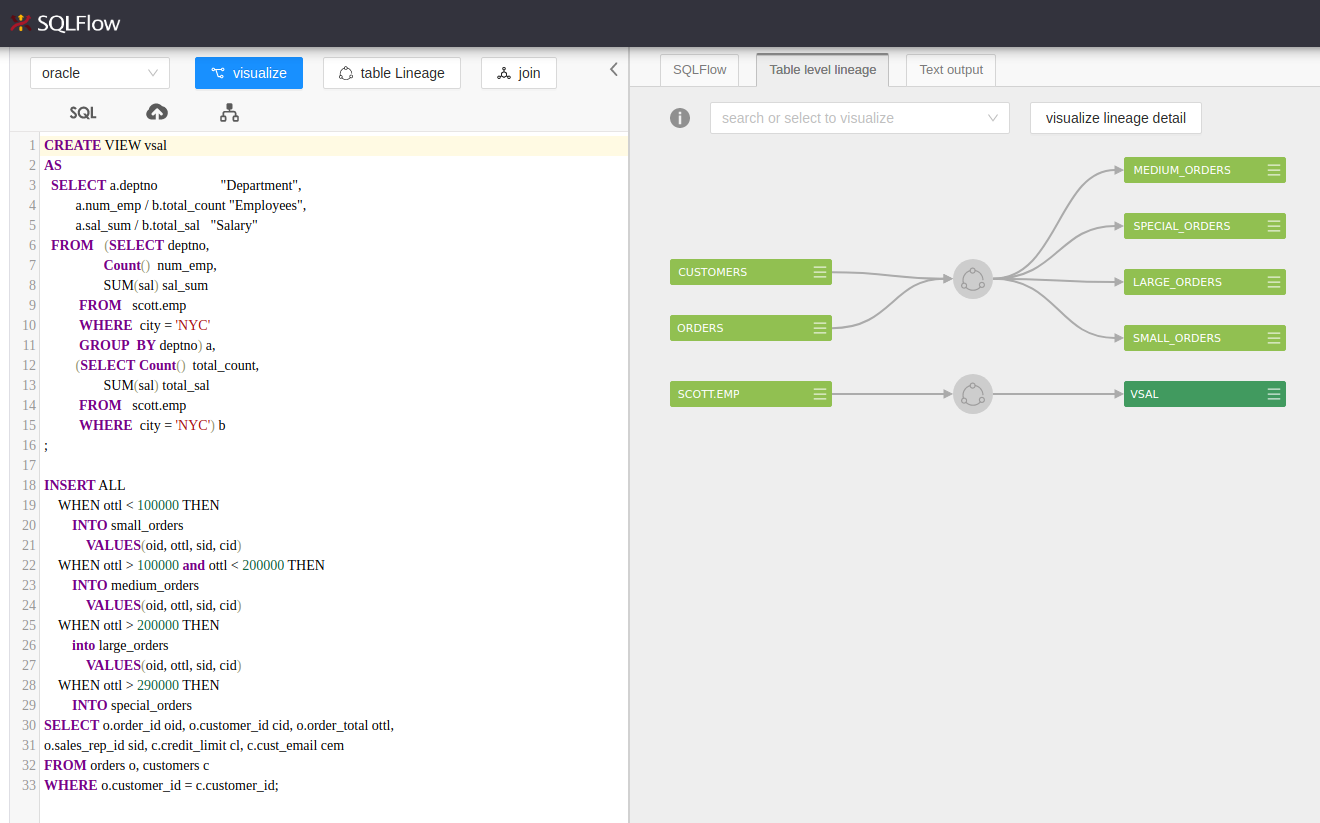 SQLFlow
oracle
visualize
table Lineage
join
SQL
1 CREATE VIEW vsal
2 AS
3 SELECT a.deptno "Department",
4 a.num_emp / b.total_count "Employees",
5 a.sal_sum / b.total_sal "Salary"
6 FROM (SELECT deptno,
7 Count() num_emp,
8 SUM(sal) sal_sum
9 FROM scott.emp
10 WHERE city = 'NYC'
11 GROUP BY deptno) a,
12 (SELECT Count() total_count,
13 SUM(sal) total_sal
14 FROM scott.emp
15 WHERE city = 'NYC') b
16 ;
17
18 INSERT ALL
19 WHEN ottl < 100000 THEN
20 INTO small_orders
21 VALUES(oid, ottl, sid, cid)
22 WHEN ottl > 100000 and ottl < 200000 THEN
23 INTO medium_orders
24 VALUES(oid, ottl, sid, cid)
25 WHEN ottl > 200000 THEN
26 into large_orders
27 VALUES(oid, ottl, sid, cid)
28 WHEN ottl > 290000 THEN
29 INTO special_orders
30 SELECT o.order_id oid, o.customer_id cid, o.order_total ottl,
31 o.sales_rep_id sid, c.credit_limit cl, c.cust_email cem
32 FROM orders o, customers c
33 WHERE o.customer_id = c.customer_id;
SQLFlow
Table level lineage
Text output
search or select to visualize
visualize lineage detail
CUSTOMERS
ORDERS
SCOTT.EMP
MEDIUM_ORDERS
SPECIAL_ORDERS
LARGE_ORDERS
SMALL_ORDERS
VSAL